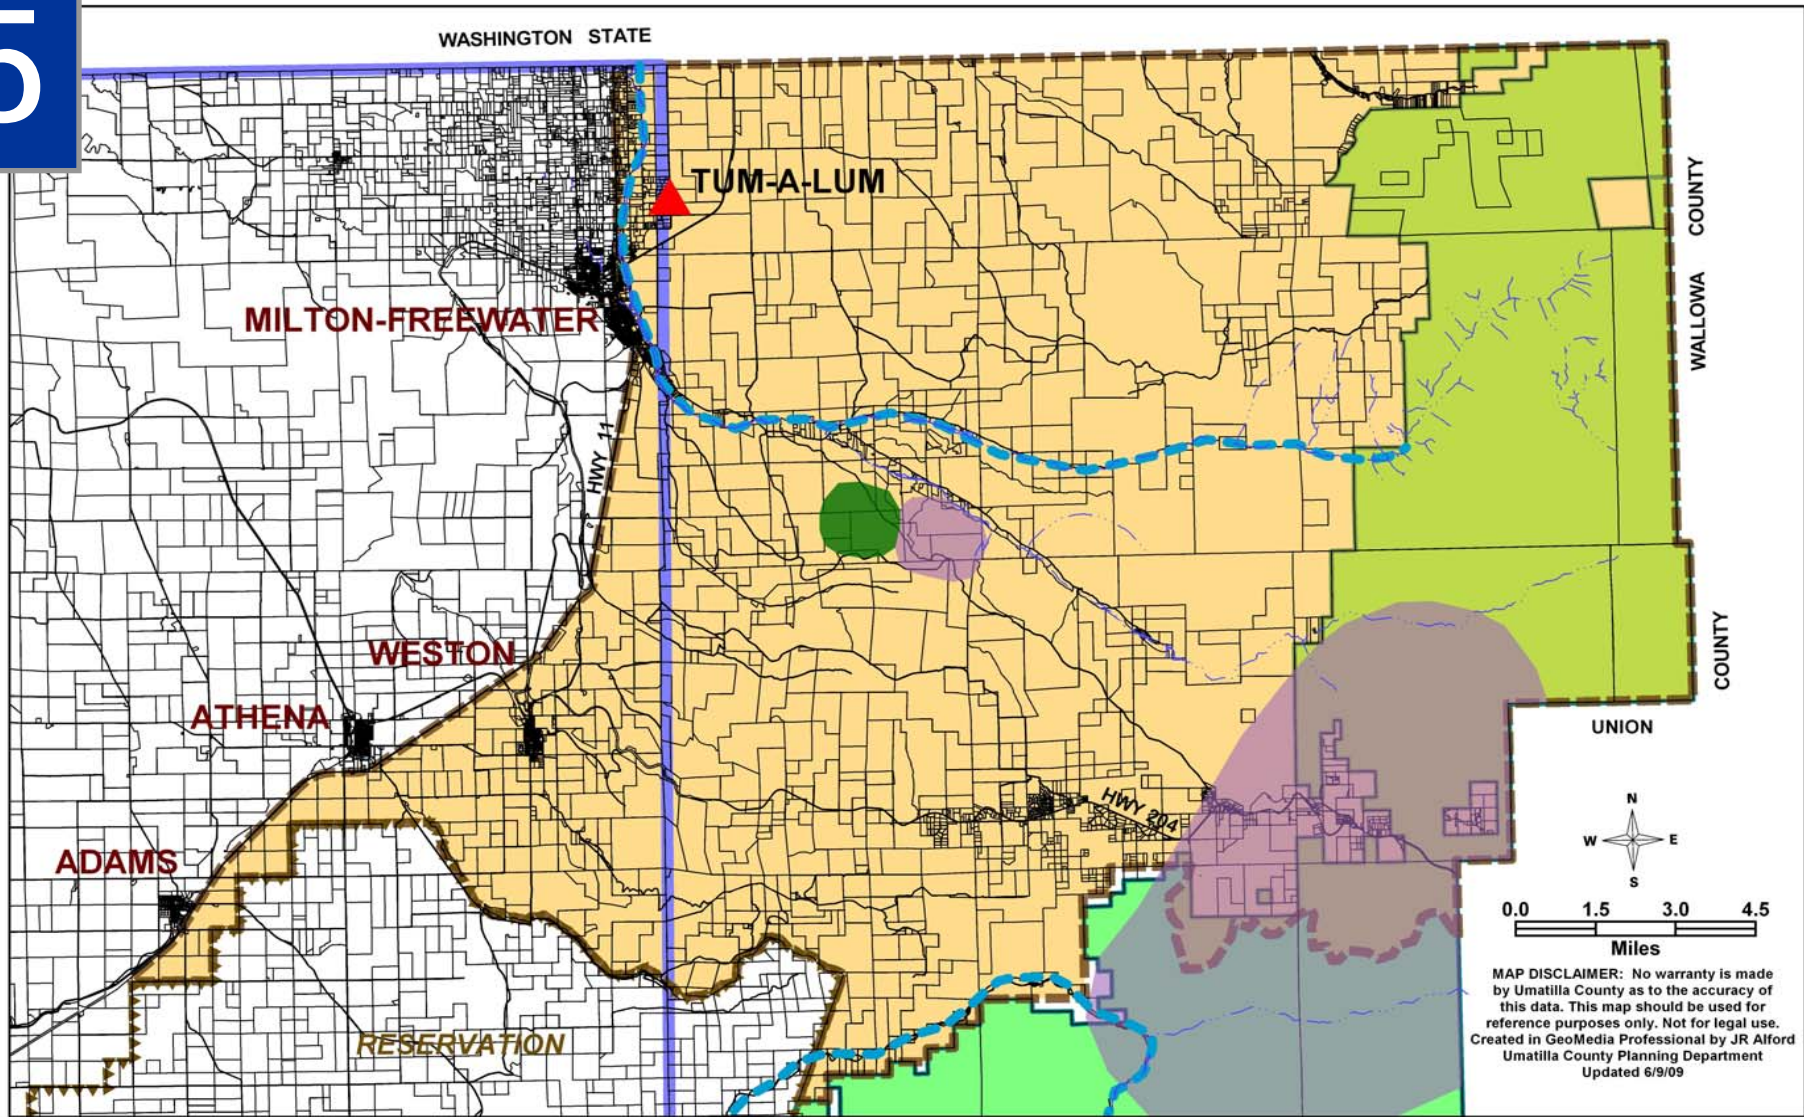 5
WASHINGTON STATE
TUM-A-LUM
MILTON-FREEWATER
WALLOWA COUNTY
HWY 11
WESTON
COUNTY
ATHENA
UNION
HWY 204
ADAMS
N
W E
S
0.0 1.5 3.0 4.5
Miles
RESERVATION
MAP DISCLAIMER: No warranty is made
by Umatilla County as to the accuracy of
this data. This map should be used for
reference purposes only. Not for legal use.
Created in GeoMedia Professional by JR Alford
Umatilla County Planning Department
Updated 6/9/09